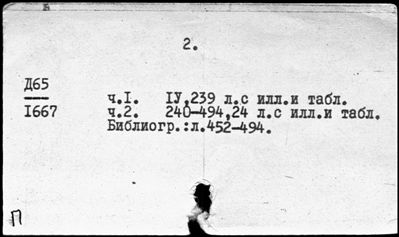 2.
Д65
I667
ч.I. IУ,239 л.с илл.и табл.
ч.2. 240-494,24 л.с илл.и табл.
Библиогр.:л.452-494.
П